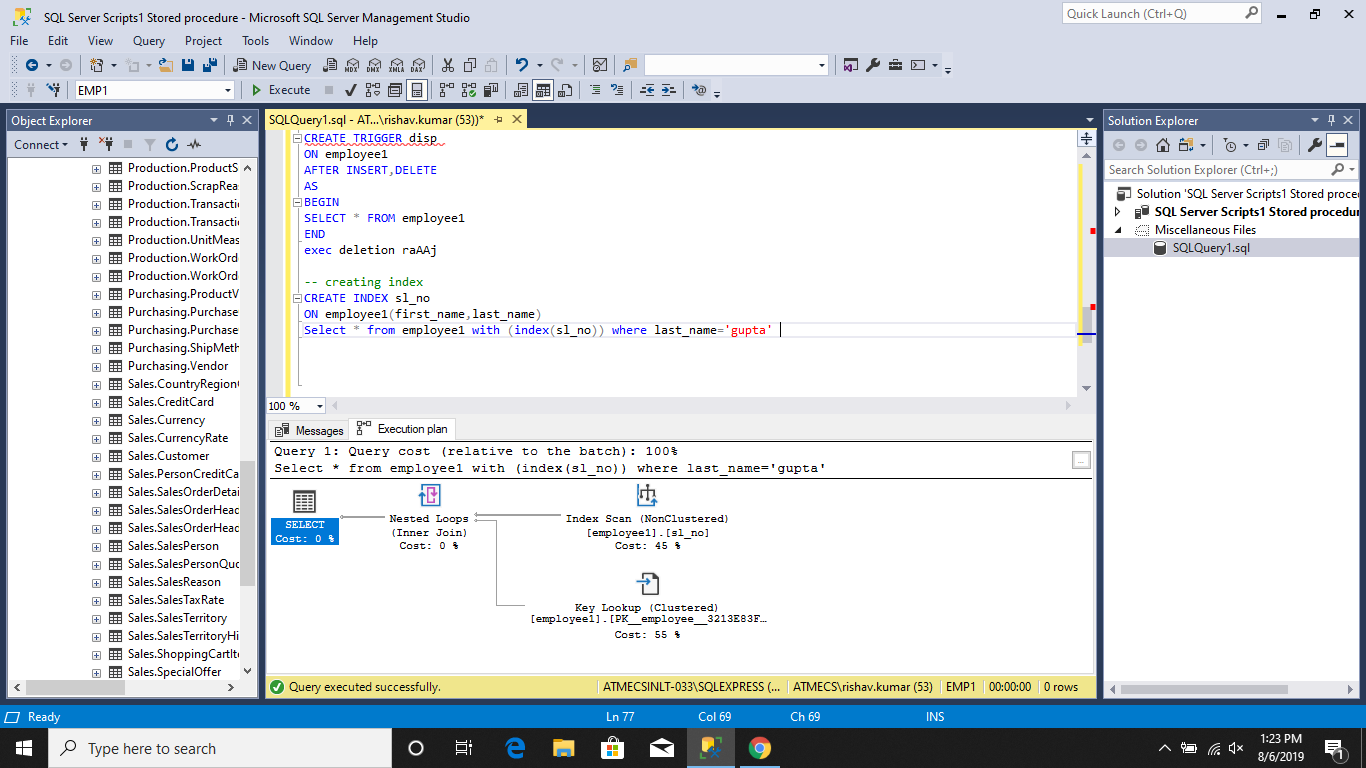 SQL Server Scripts1 Stored procedure - Microsoft SQL Server Management Studio
Quick Launch (Ctrl+Q)
File Edit View Query Project Tools Window Help
New Query MDX DMX XMLA DAX
EMP1 Execute
Object Explorer
Connect
Production.ProductS
Production.ScrapRea
Production.Transacti
Production.Transacti
Production.UnitMeas
Production.WorkOrd
Production.WorkOrd
Purchasing.ProductV
Purchasing.Purchase
Purchasing.Purchase
Purchasing.ShipMeth
Purchasing.Vendor
Sales.CountryRegion
Sales.CreditCard
Sales.Currency
Sales.CurrencyRate
Sales.Customer
Sales.PersonCreditCa
Sales.SalesOrderDetai
Sales.SalesOrderHead
Sales.SalesOrderHead
Sales.SalesPerson
Sales.SalesPersonQuo
Sales.SalesReason
Sales.SalesTaxRate
Sales.SalesTerritory
Sales.SalesTerritoryHi
Sales.ShoppingCartIte
Sales.SpecialOffer
SQLQuery1.sql - AT...\rishav.kumar (53))*
CREATE TRIGGER disp
ON employee1
AFTER INSERT,DELETE
AS
BEGIN
SELECT * FROM employee1
END
exec deletion raAAj
-- creating index
CREATE INDEX sl_no
ON employee1(first_name,last_name)
Select * from employee1 with (index(sl_no)) where last_name='gupta'
100 %
Messages Execution plan
Query 1: Query cost (relative to the batch): 100%
Select * from employee1 with (index(sl_no)) where last_name='gupta'
...
SELECT
Cost: 0 %
Nested Loops
(Inner Join)
Cost: 0 %
Index Scan (NonClustered)
[employee1].[sl_no]
Cost: 45 %
Key Lookup (Clustered)
[employee1].[PK__employee__3213E83F…
Cost: 55 %
Query executed successfully. ATMECSINLT-033\SQLEXPRESS (... ATMECS\rishav.kumar (53) EMP1 00:00:00 0 rows
Solution Explorer
Search Solution Explorer (Ctrl+;)
Solution 'SQL Server Scripts1 Stored proce
SQL Server Scripts1 Stored procedur
Miscellaneous Files
SQLQuery1.sql
Ready Ln 77 Col 69 Ch 69 INS
Type here to search
1:23 PM
8/6/2019
1